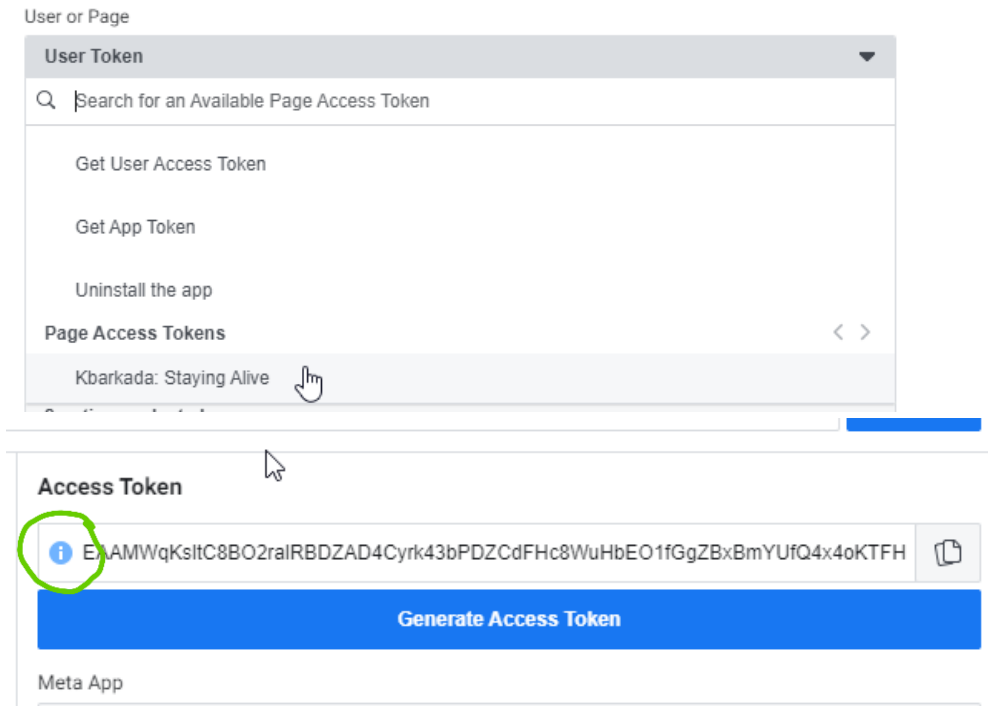 User or Page
User Token
Search for an Available Page Access Token
Get User Access Token
Get App Token
Uninstall the app
Page Access Tokens
Kbarkada: Staying Alive
Access Token
EAAMWqKsltC8BO2ralRBDZAD4Cyrk43bPDZCdFHc8WuHbEO1fGgZBxBmYUfQ4x4oKTFH
Generate Access Token
Meta App